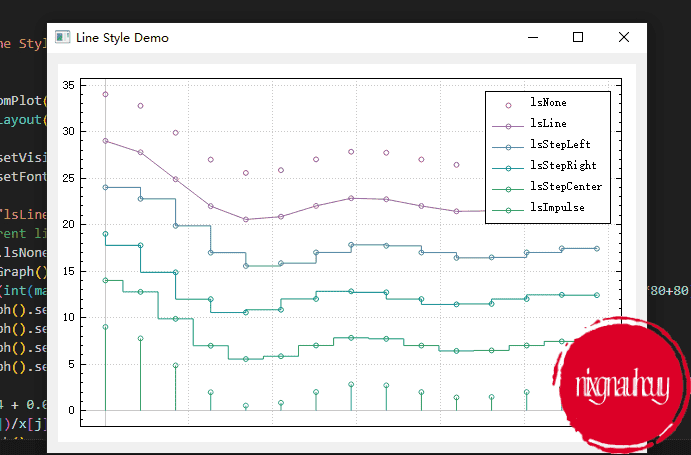 Line Style Demo
ne Sty
omPlot(
Layout(
setVisi
setFont
"lsLine
rent li
.lsNone
Graph()
(int(ma
*80+80
ph().se
ph().se
ph().se
ph().se
4 + 0.0
)/x[j]
35
30
25
20
15
10
5
0
lsNone
lsLine
lsStepLeft
lsStepRight
lsStepCenter
lsImpulse
nixgnauhcuy